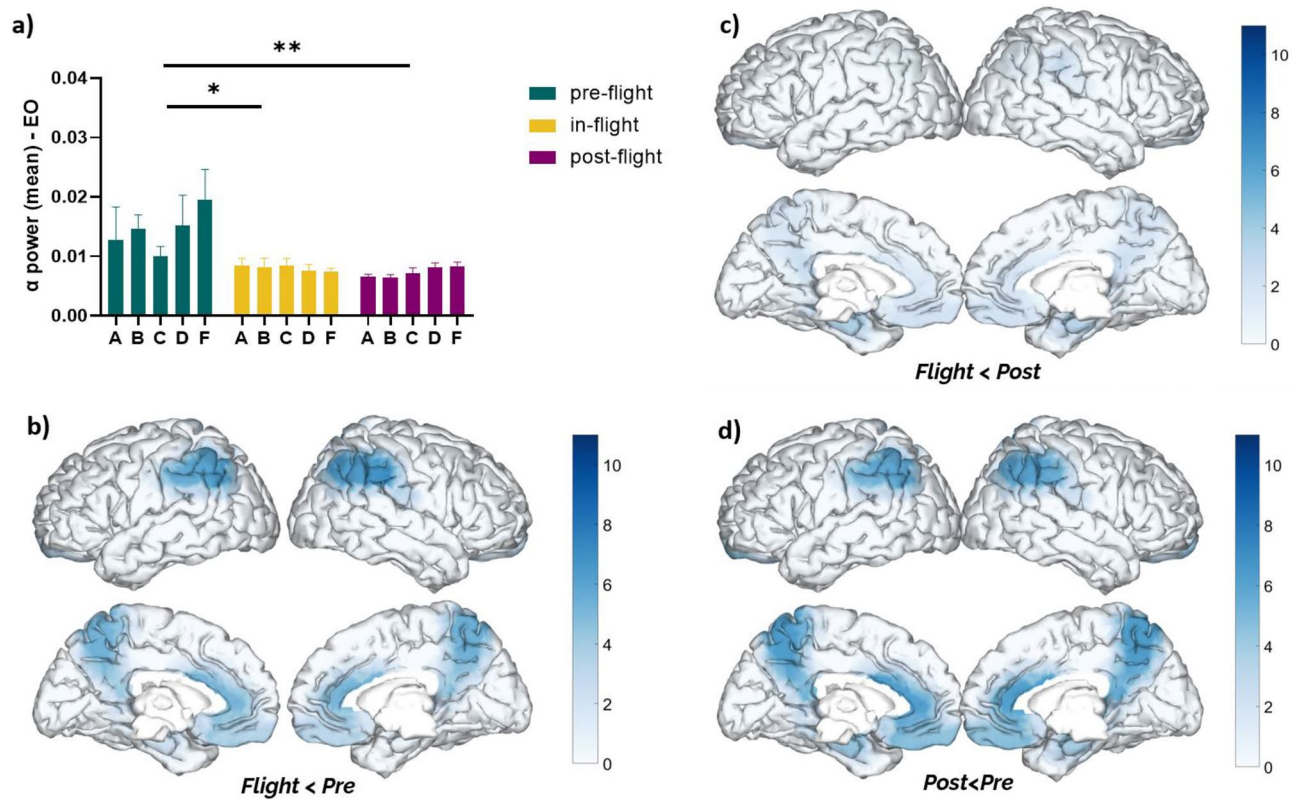 a)
**
*
0.04
0.03
0.02
0.01
0.00
α power (mean) - EO
A B C D F A B C D F A B C D F
pre-flight
in-flight
post-flight
c)
10
8
6
4
2
0
Flight < Post
b)
10
8
6
4
2
0
Flight < Pre
d)
10
8
6
4
2
0
Post<Pre